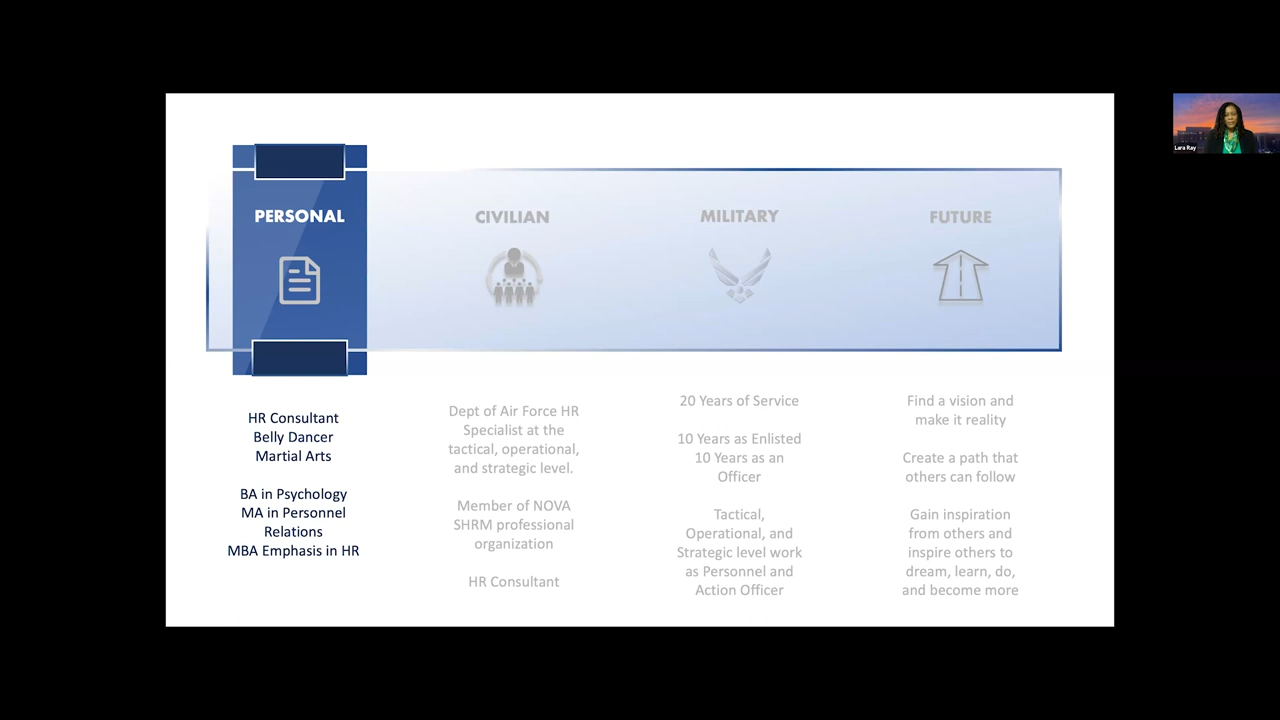 PERSONAL
HR Consultant
Belly Dancer
Martial Arts
BA in Psychology
MA in Personnel
Relations
MBA Emphasis in HR
CIVILIAN
Dept of Air Force HR
Specialist at the
tactical, operational,
and strategic level.
Member of NOVA
SHRM professional
organization
HR Consultant
MILITARY
20 Years of Service
10 Years as Enlisted
10 Years as an
Officer
Tactical,
Operational, and
Strategic level work
as Personnel and
Action Officer
FUTURE
Find a vision and
make it reality
Create a path that
others can follow
Gain inspiration
from others and
inspire others to
dream, learn, do,
and become more
Lara Ray